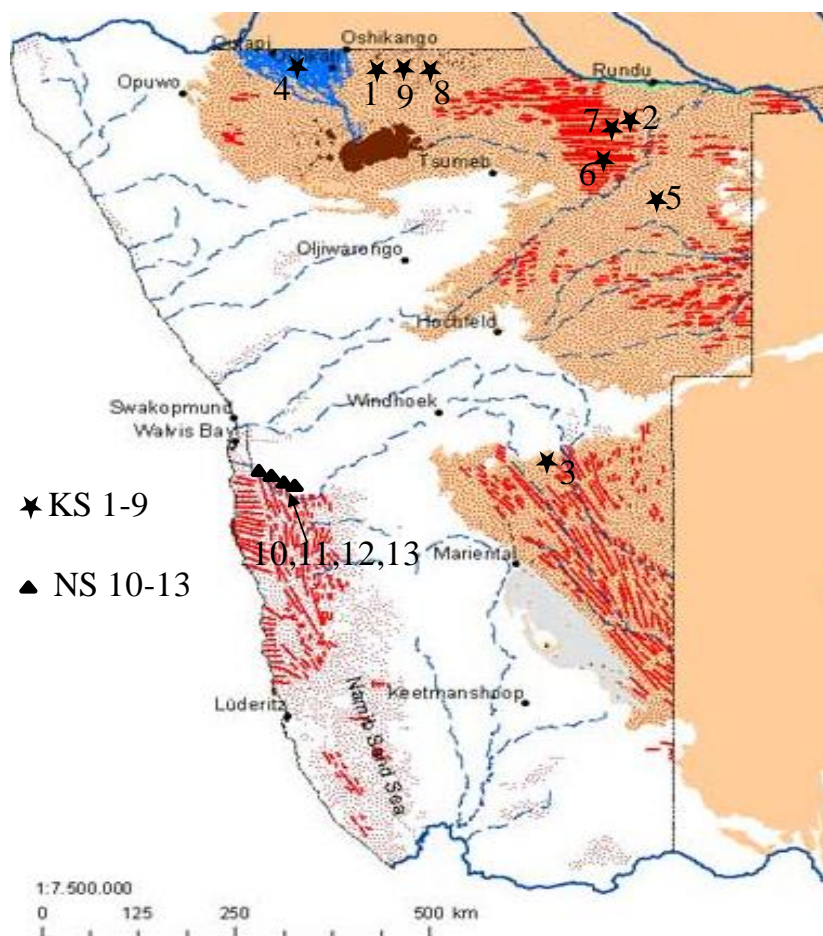 Oshikango
Rundu
Opuwo
4
1 9 8
7 2
6
Tsumeb
5
Otjiwarongo
Hochfeld
Swakopmund
Windhoek
Walvis Bay
3
KS 1-9
10,11,12,13
Mariental
NS 10-13
Keetmanshoop
Lüderitz
Namib Sand Sea
1:7.500.000
0 250 500 km